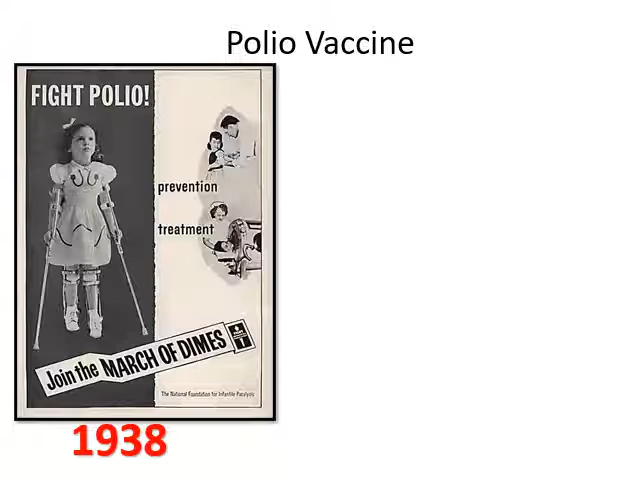 Polio Vaccine
FIGHT POLIO!
prevention
treatment
Join the MARCH OF DIMES
The National Foundation for Infantile Paralysis
1938